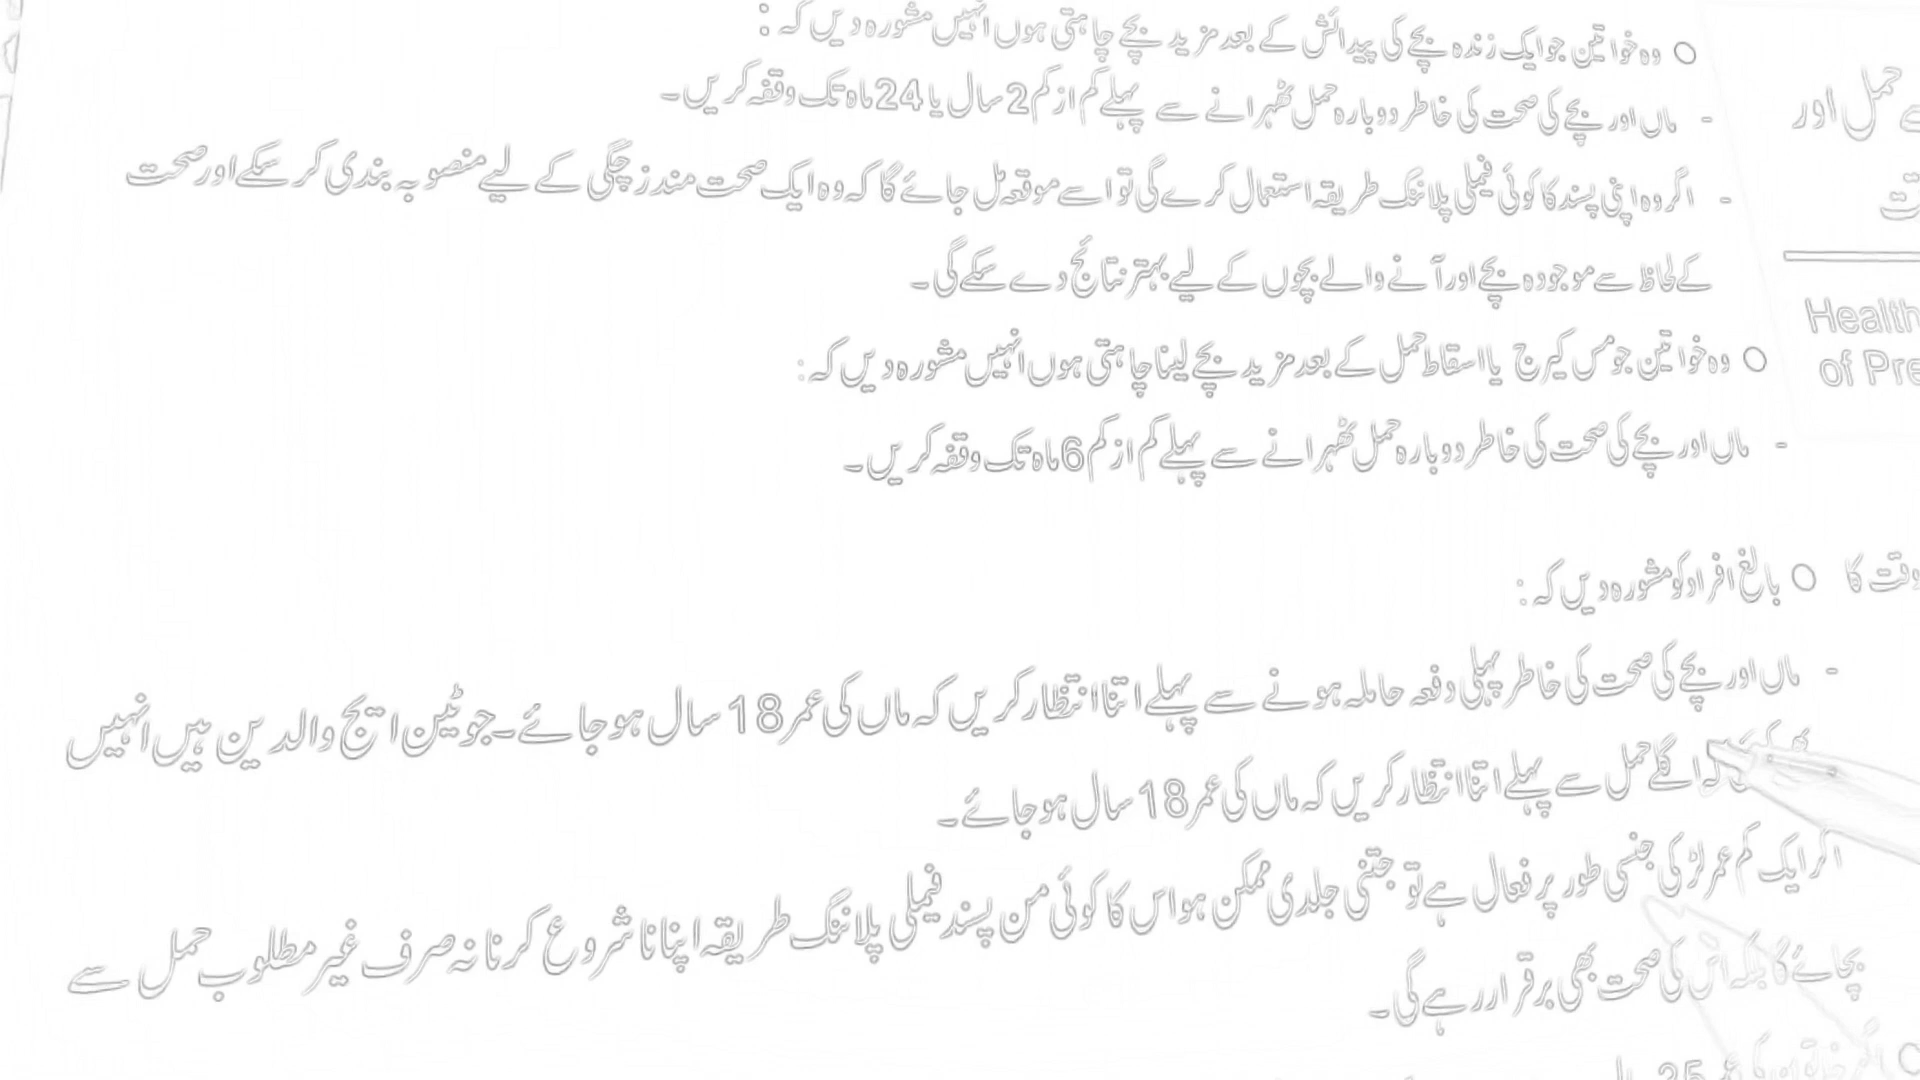 وہ خواتین جو ایک زندہ بچے کی پیدائش کے بعد مزید بچے چاہتی ہوں انہیں مشورہ دیں کہ :
- ماں اور بچے کی صحت کی خاطر دوبارہ حمل ٹھہرانے سے پہلے کم از کم 2 سال یا 24 ماہ تک وقفہ کریں۔
حمل اور
- اگر وہ اپنی پسند کا کوئی فیملی پلاننگ طریقہ استعمال کرے گی تو اسے موقعہ مل جائے گا کہ وہ ایک صحت مند زچگی کے لیے منصوبہ بندی کر سکے اور صحت
کے لحاظ سے موجودہ بچے اور آنے والے بچوں کے لیے بہتر نتائج دے سکے گی۔
Health
وہ خواتین جو مس کیرج یا اسقاط حمل کے بعد مزید بچے لینا چاہتی ہوں انہیں مشورہ دیں کہ :
of Pre
- ماں اور بچے کی صحت کی خاطر دوبارہ حمل ٹھہرانے سے پہلے کم از کم 6 ماہ تک وقفہ کریں۔
وقت کا
بالغ افراد کو مشورہ دیں کہ :
- ماں اور بچے کی صحت کی خاطر پہلی دفعہ حاملہ ہونے سے پہلے اتنا انتظار کریں کہ ماں کی عمر 18 سال ہو جائے۔ جو ٹین ایج والدین ہیں انہیں
اگلے حمل سے پہلے اتنا انتظار کریں کہ ماں کی عمر 18 سال ہو جائے۔
اگر ایک کم عمر لڑکی جنسی طور پر فعال ہے تو جتنی جلدی ممکن ہو اس کا کوئی من پسند فیملی پلاننگ طریقہ اپنانا شروع کرنا نہ صرف غیر مطلوب حمل سے
بچائے گا بلکہ اس کی صحت بھی برقرار رہے گی۔